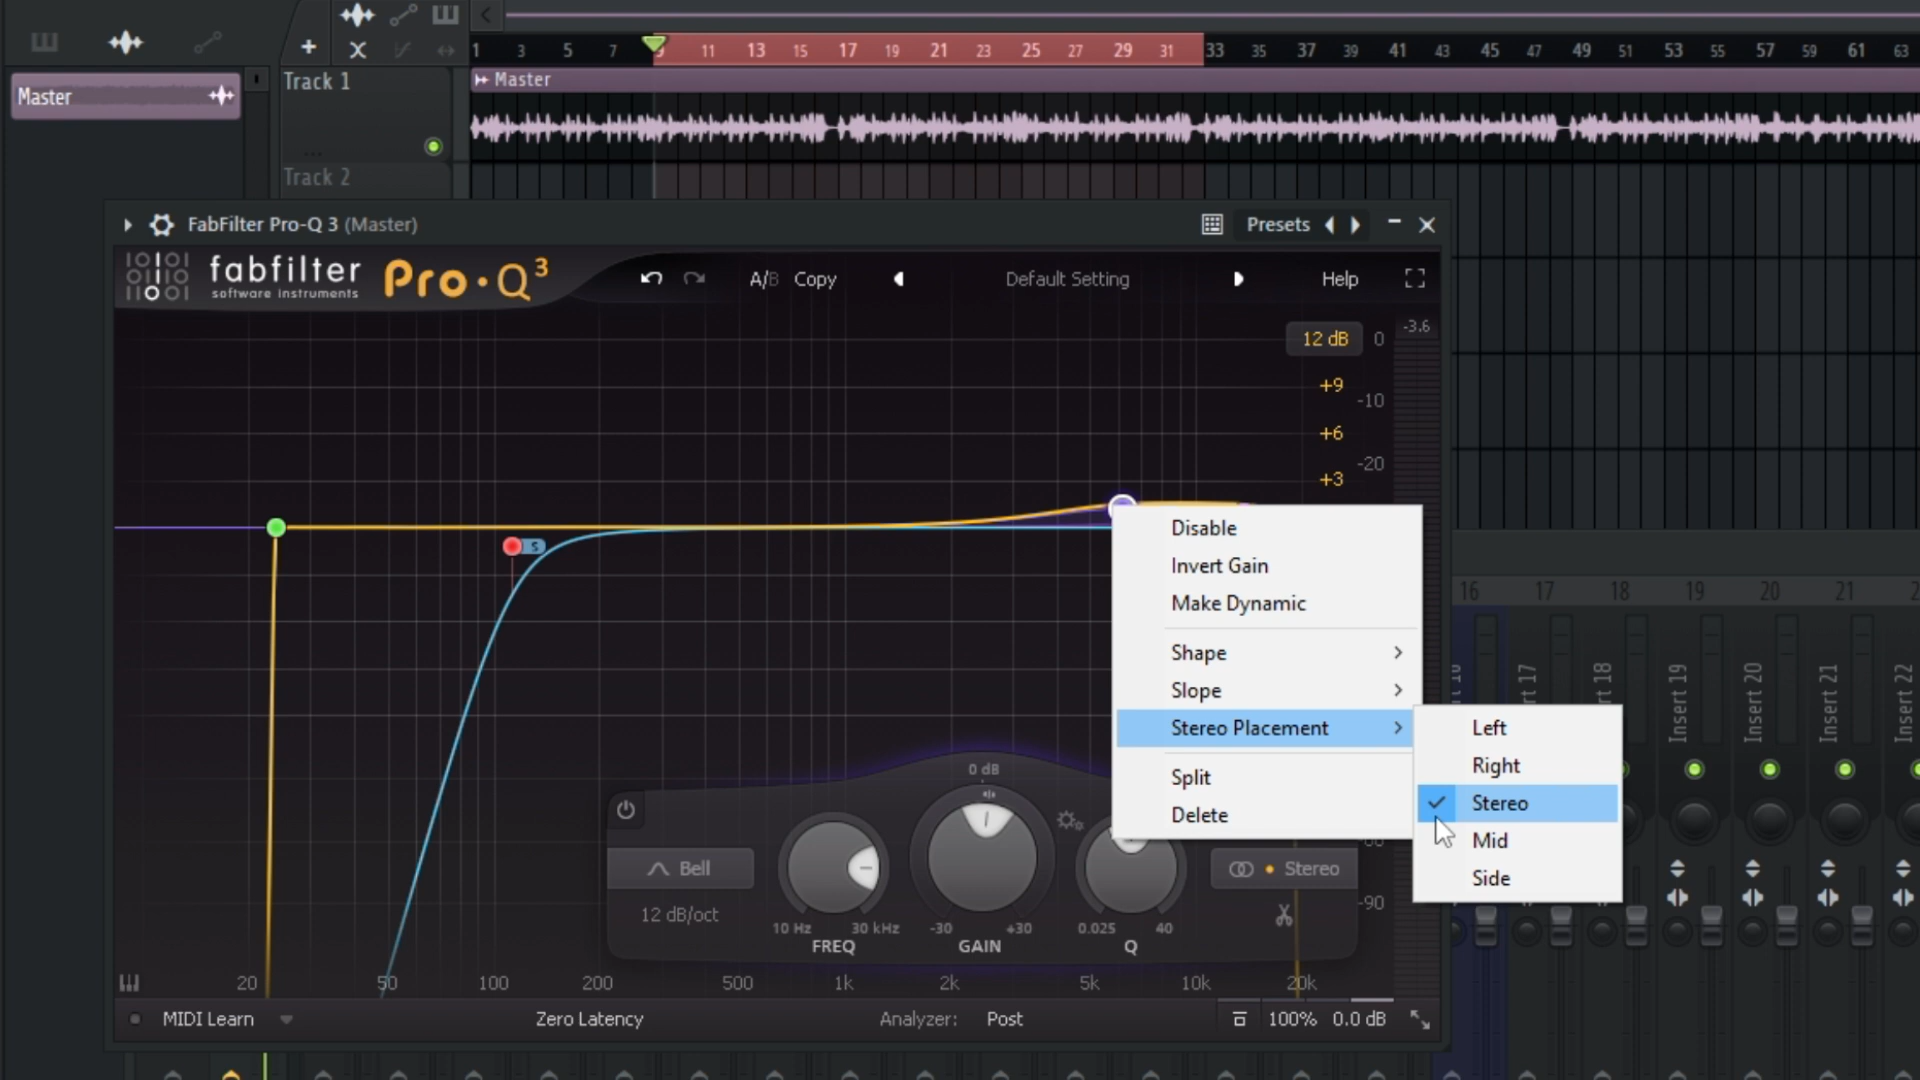 1 3 5 7 9 11 13 15 17 19 21 23 25 27 29 31 33 35 37 39 41 43 45 47 49 51 53 55 57 59 61 63
Master
Track 1
Master
Track 2
FabFilter Pro-Q 3 (Master)
Presets
fabfilter
software instruments
Pro·Q3
A/B Copy
Default Setting
Help
12 dB 0 -3.6
+9
-10
+6
-20
+3
S
Disable
Invert Gain
Make Dynamic
Shape
Slope
Stereo Placement
Split
Delete
Left
Right
Stereo
Mid
Side
16 17 18 19 20 21
Insert 19
Insert 20
Insert 21
Insert 22
0 dB
Bell
12 dB/oct
10 Hz 30 kHz
FREQ
-30 +30
GAIN
0.025 40
Q
Stereo
-90
20 50 100 200 500 1k 2k 5k 10k 20k
MIDI Learn
Zero Latency
Analyzer: Post
100% 0.0 dB